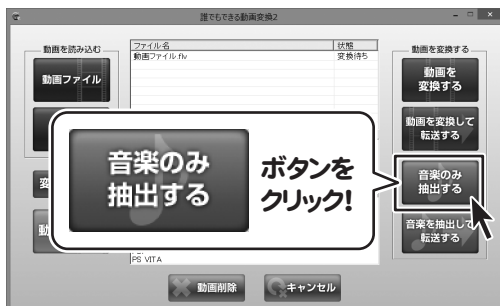 誰でもできる動画変換2
動画を読み込む
動画ファイル
ファイル名
状態
動画ファイル.flv
変換待ち
動画を変換する
動画を
変換する
動画を変換して
転送する
音楽のみ
抽出する
音楽を抽出して
転送する
音楽のみ
抽出する
ボタンを
クリック!
PS VITA
動画削除
キャンセル